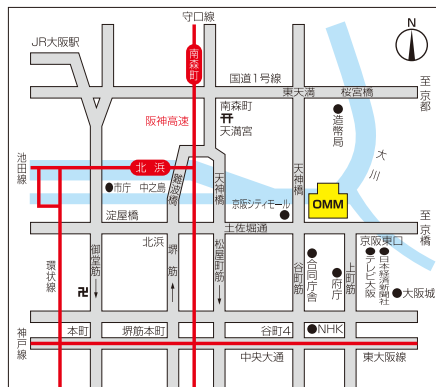 守口線
N
JR大阪駅
南森町
国道1号線
至京都
東天満
桜宮橋
南森町
天満宮
阪神高速
造幣局
大川
池田線
北浜
難波橋
天神橋
天神橋
市庁
中之島
京阪シティモール
OMM
淀屋橋
土佐堀通
至京橋
北浜
京阪東口
御堂筋
堺筋
松屋町筋
谷町筋
合同庁舎
上町筋
府庁
テレビ大阪
日本経済新聞社
大阪城
環状線
卍
神戸線
本町
堺筋本町
谷町4
NHK
中央大通
東大阪線